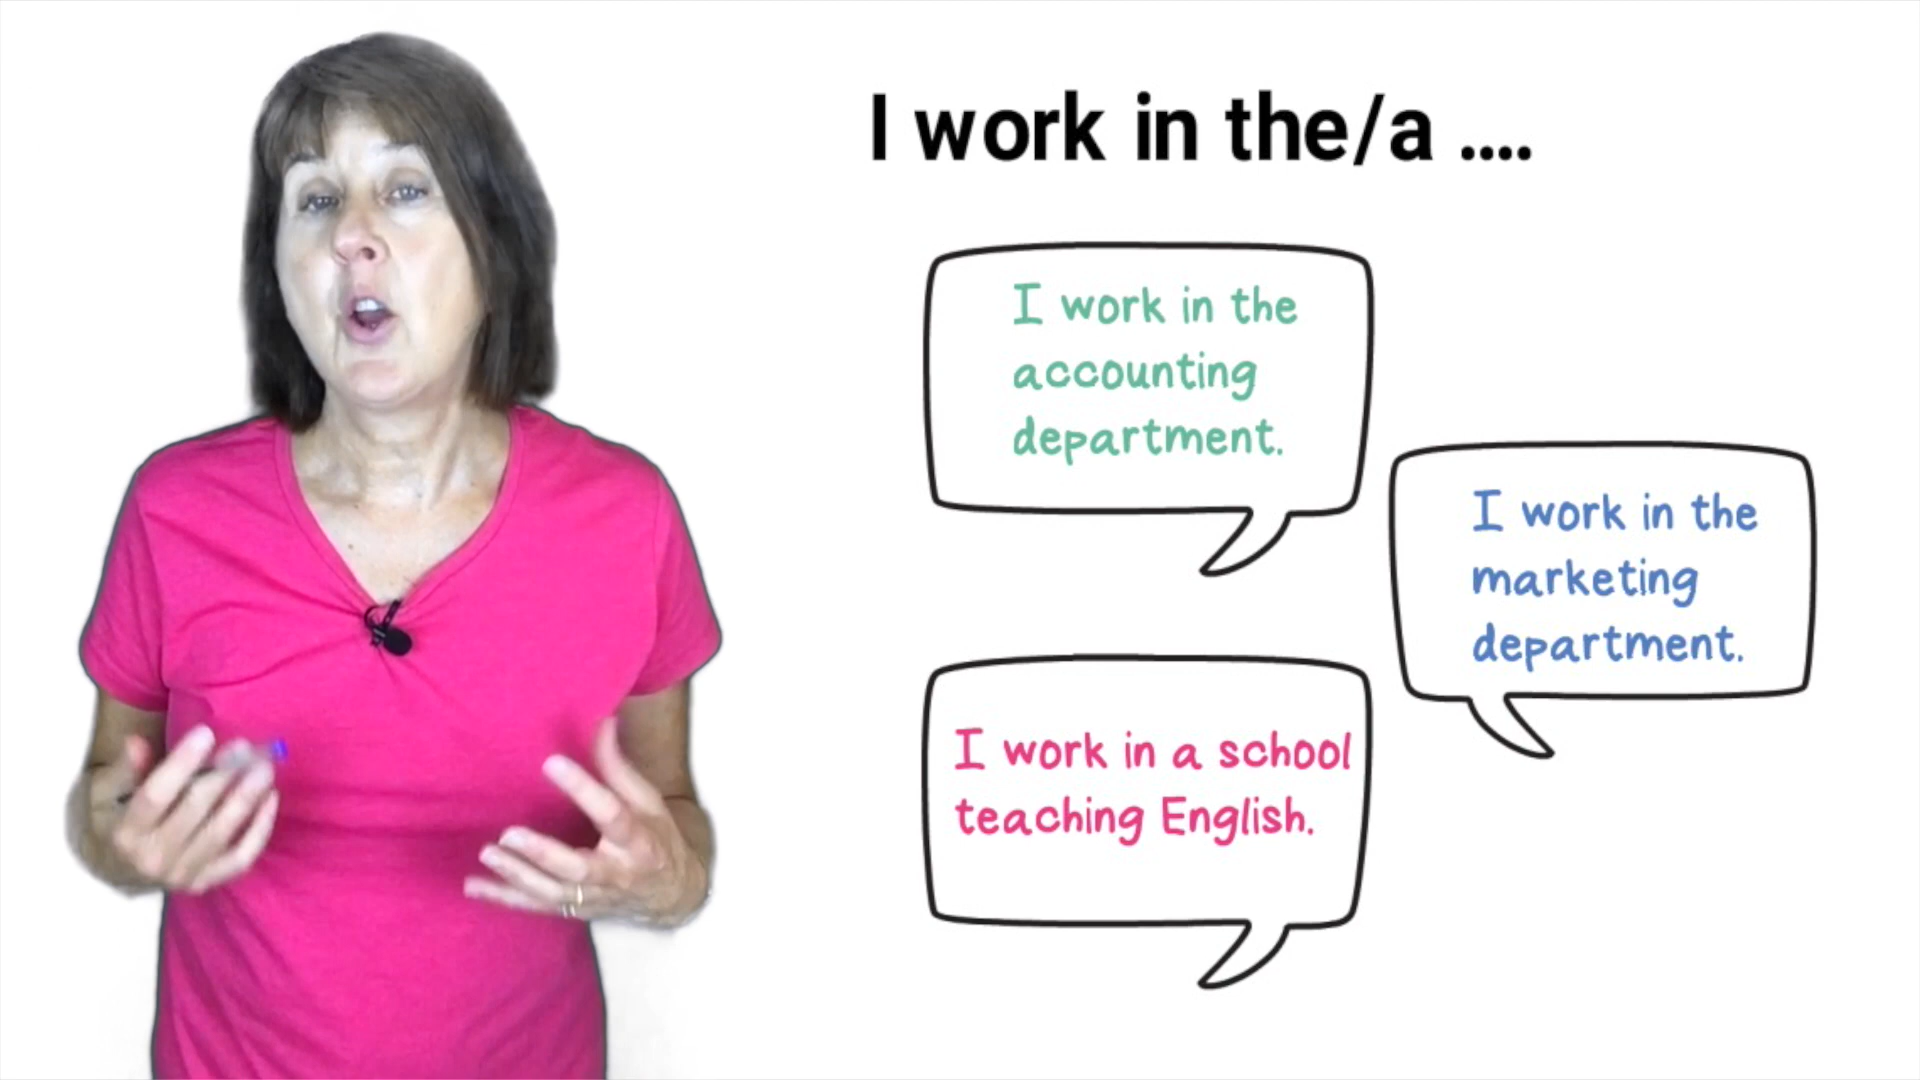 I work in the/a ....
I work in the
accounting
department.
I work in the
marketing
department.
I work in a school
teaching English.